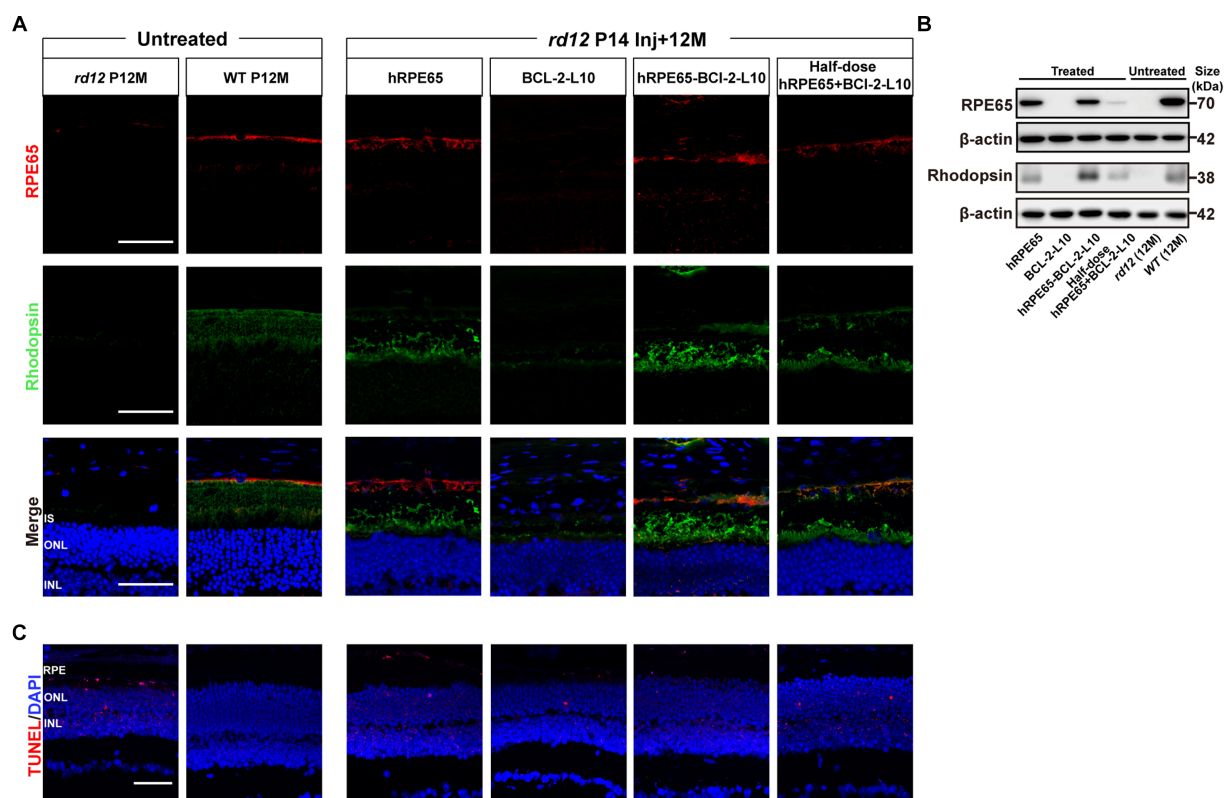 A
Untreated
rd12 P14 Inj+12M
rd12 P12M
WT P12M
hRPE65
BCL-2-L10
hRPE65-BCl-2-L10
Half-dose
hRPE65+BCl-2-L10
RPE65
Rhodopsin
Merge
IS
ONL
INL
B
Treated
Untreated
Size
(kDa)
RPE65
70
β-actin
42
Rhodopsin
38
β-actin
42
hRPE65
BCL-2-L10
hRPE65-BCL-2-L10
Half-dose
hRPE65+BCL-2-L10
rd12 (12M)
WT (12M)
C
TUNEL/DAPI
RPE
ONL
INL